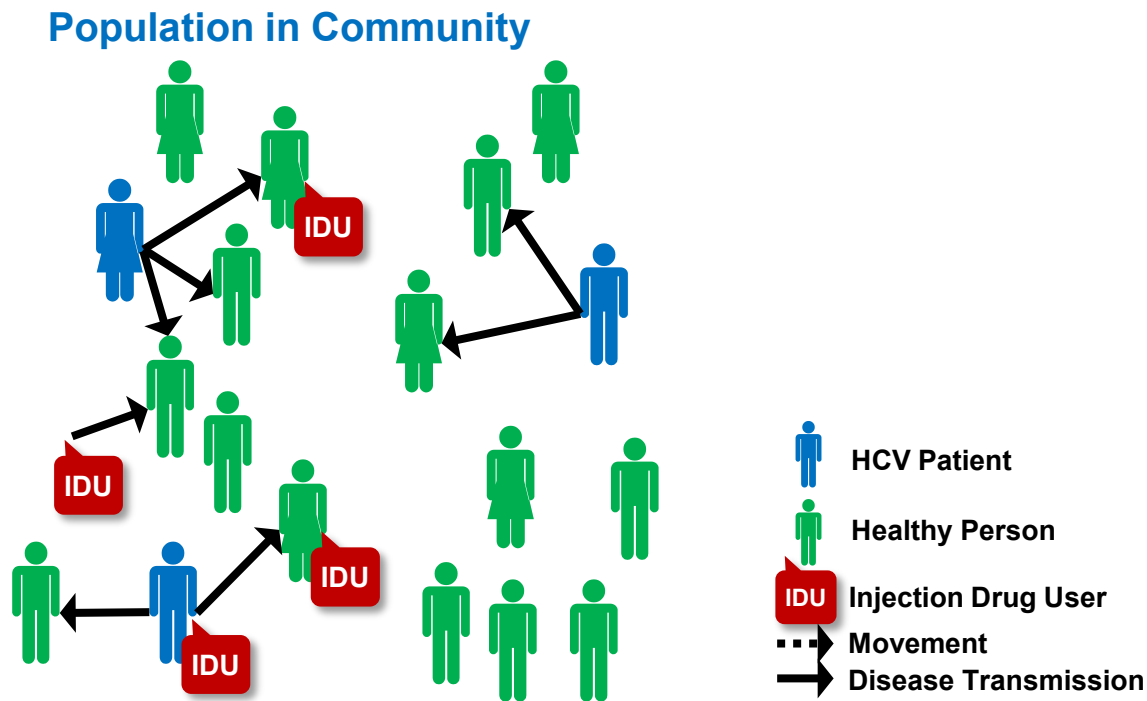 Population in Community
IDU
IDU
IDU
IDU
HCV Patient
Healthy Person
IDU
Injection Drug User
Movement
Disease Transmission